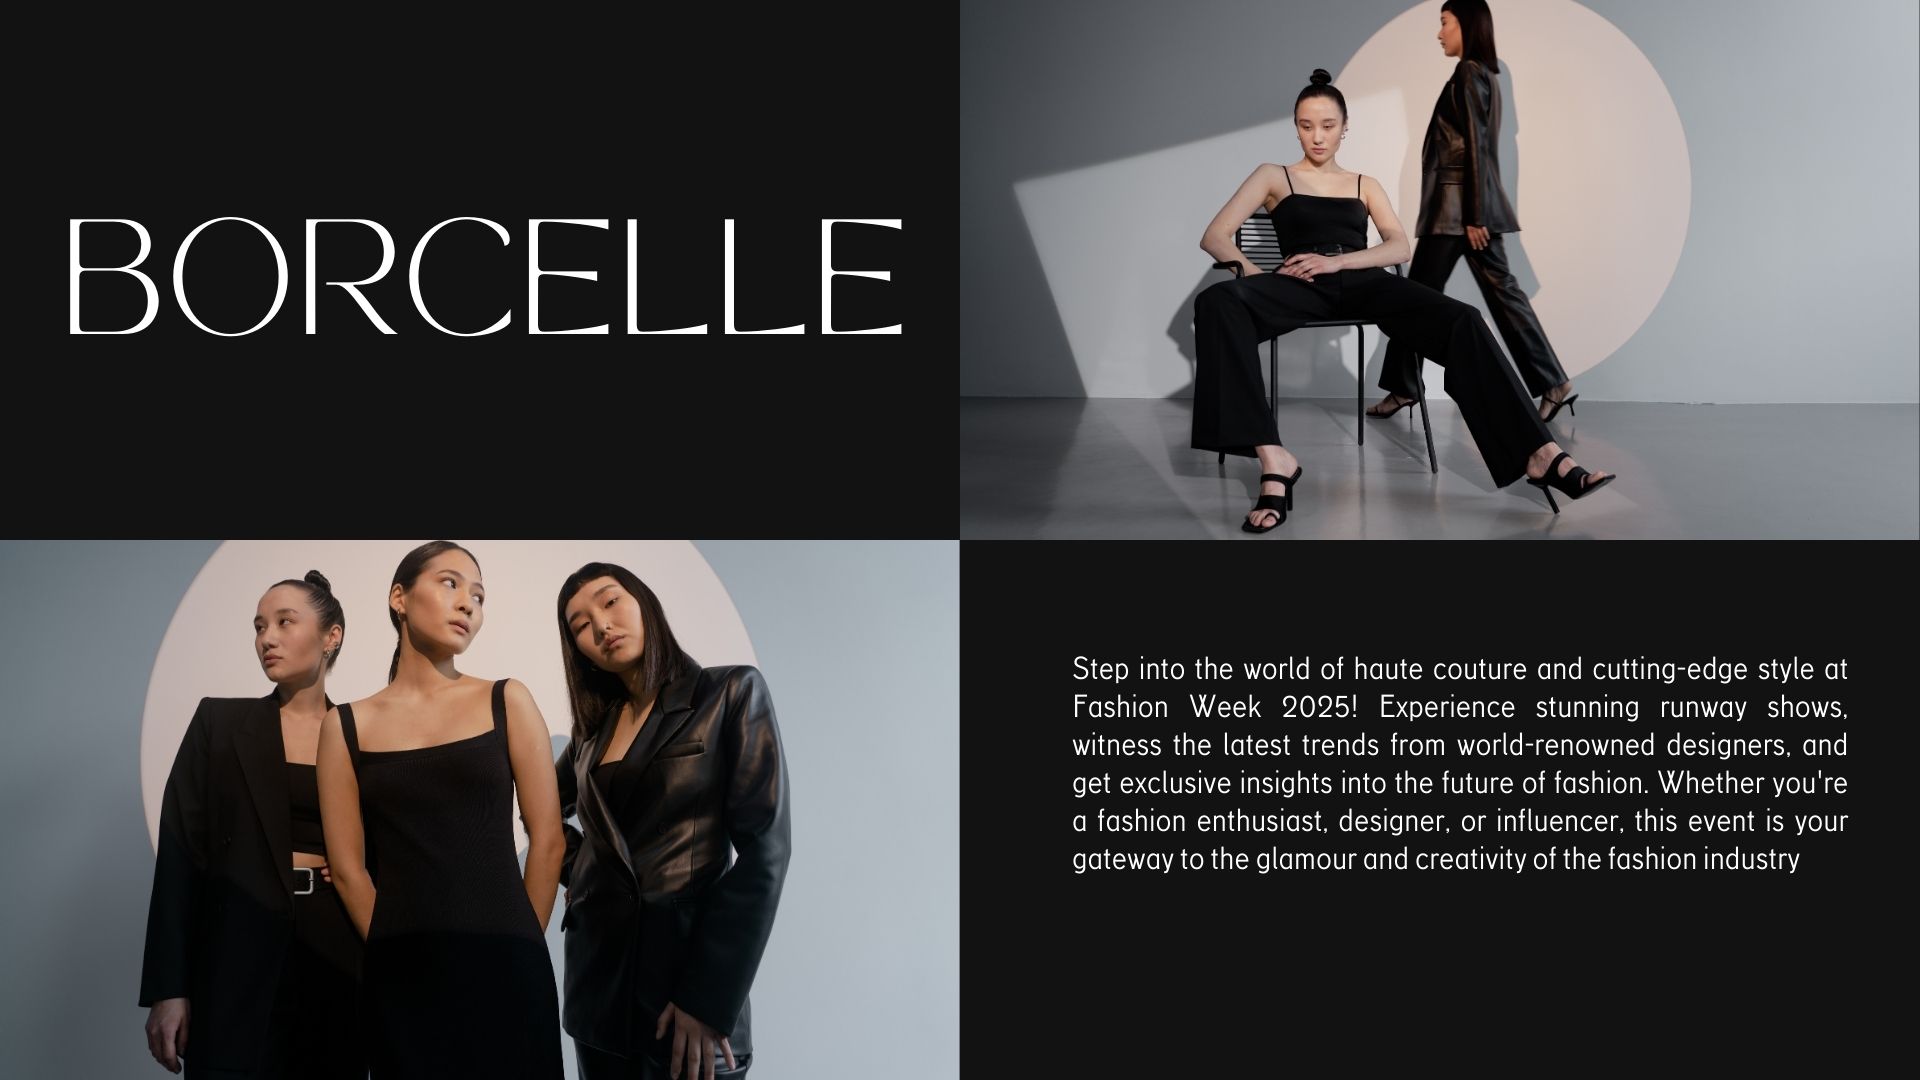 BORCELLE
Step into the world of haute couture and cutting-edge style at
Fashion Week 2025! Experience stunning runway shows,
witness the latest trends from world-renowned designers, and
get exclusive insights into the future of fashion. Whether you're
a fashion enthusiast, designer, or influencer, this event is your
gateway to the glamour and creativity of the fashion industry